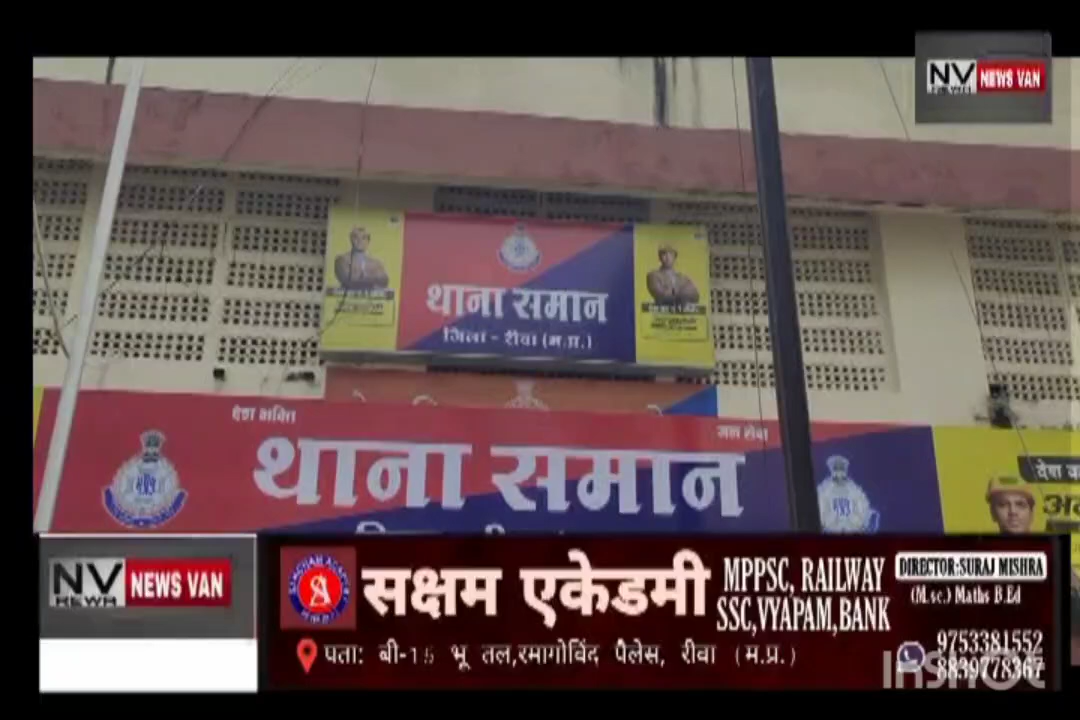 NV NEWS VAN
थाना समान
जिला - रीवा (म.प्र.)
देश भक्ति
जन सेवा
थाना समान
NV NEWS VAN
REWA
सक्षम एकेडमी
MPPSC, RAILWAY
SSC,VYAPAM,BANK
DIRECTOR:SURAJ MISHRA
(M.sc.) Maths B.Ed
पता: बी-15 भू तल,रमागोविंद पैलेस, रीवा (म.प्र.)
9753381552
8839778367
INSHOT